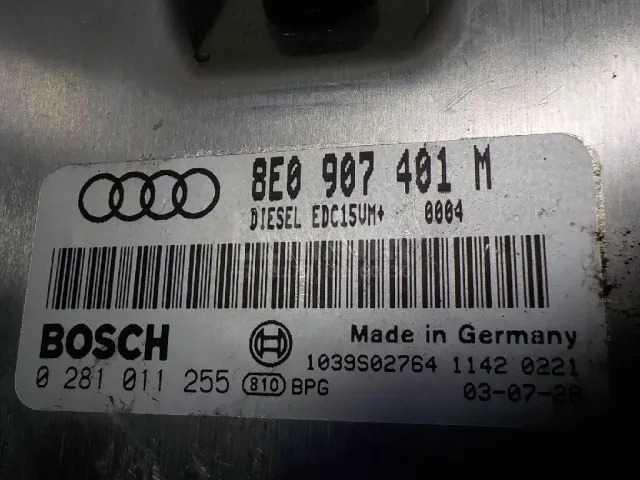 8E0 907 401 M
DIESEL EDC15VM+ 0004
BOSCH
Made in Germany
1039S02764 1142 0221
0 281 011 255 810 BPG
03-07-28